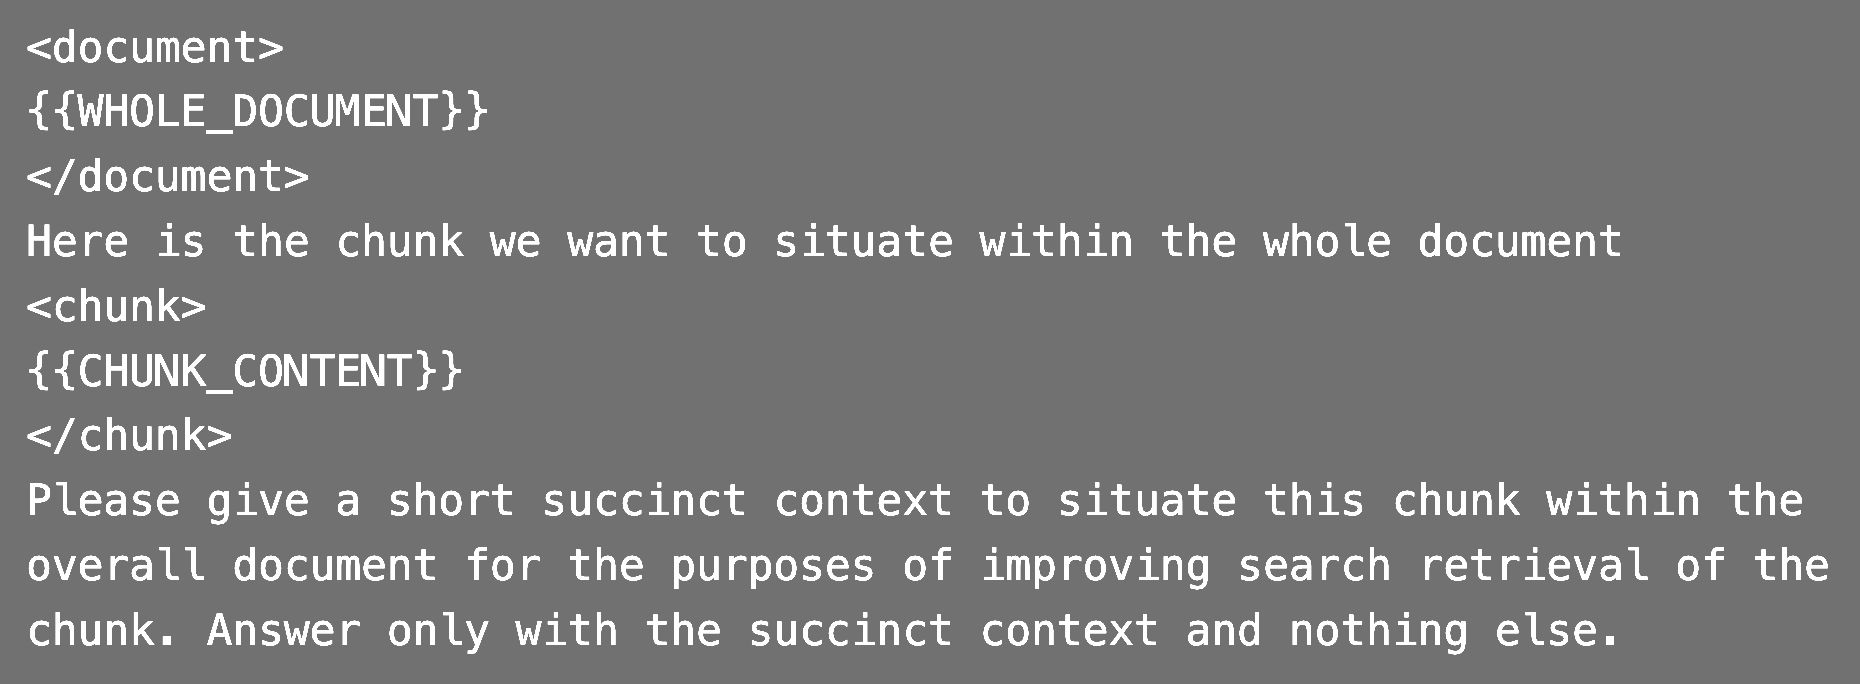 <document>
{{WHOLE_DOCUMENT}}
</document>
Here is the chunk we want to situate within the whole document
<chunk>
{{CHUNK_CONTENT}}
</chunk>
Please give a short succinct context to situate this chunk within the
overall document for the purposes of improving search retrieval of the
chunk. Answer only with the succinct context and nothing else.